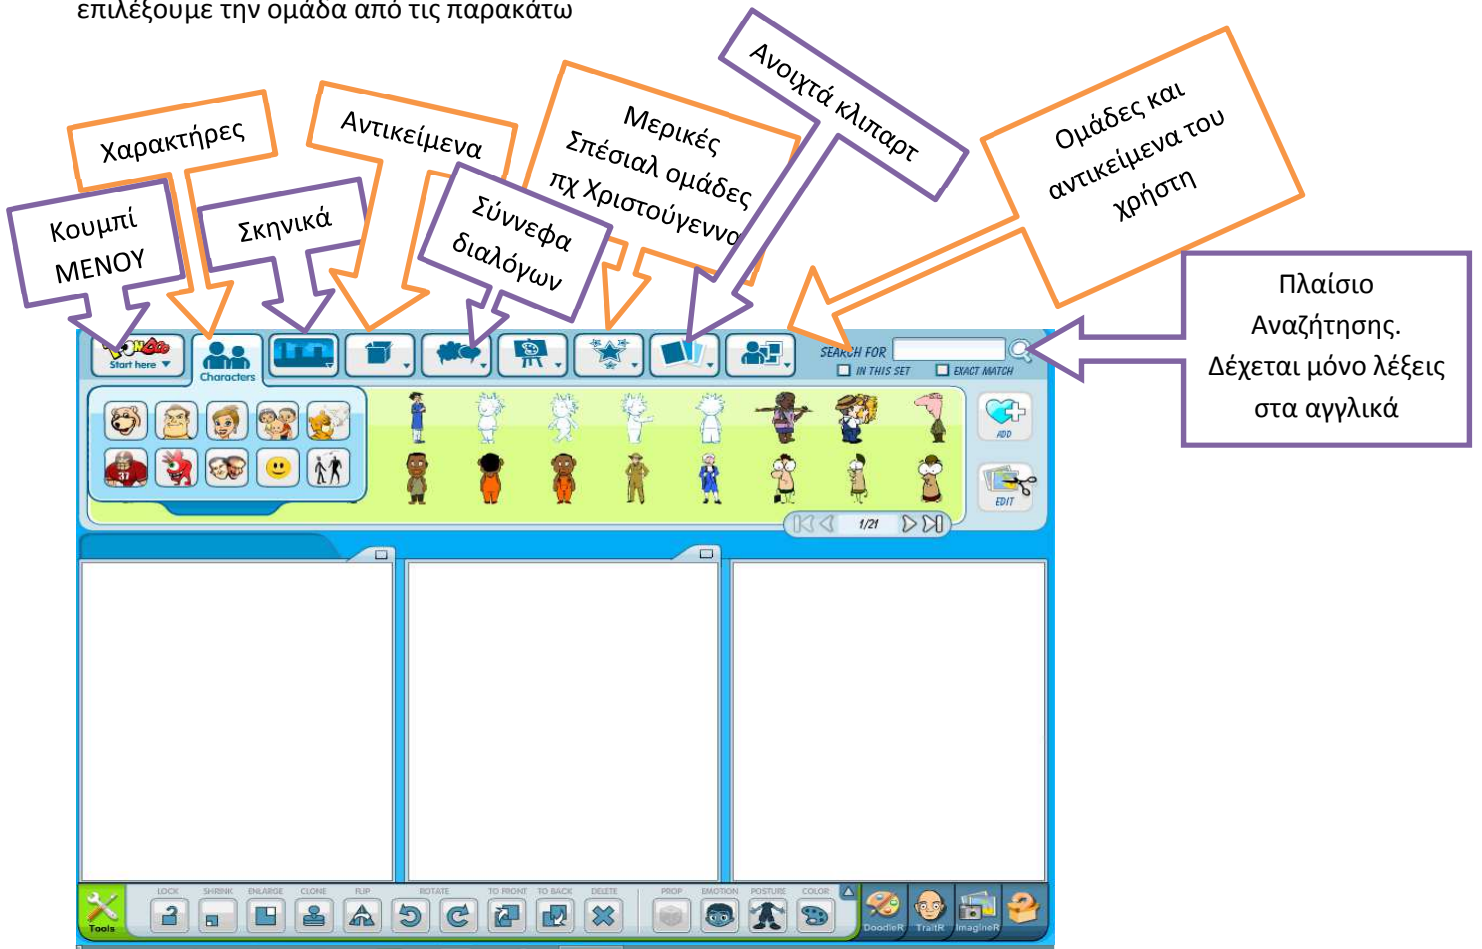 επιλέξουμε την ομάδα από τις παρακάτω
Χαρακτήρες
Αντικείμενα
Μερικές
Σπέσιαλ ομάδες
πχ Χριστούγεννα
Ανοιχτά κλιπαρτ
Ομάδες και
αντικείμενα του
χρήστη
Κουμπί
ΜΕΝΟΥ
Σκηνικά
Σύννεφα
διαλόγων
Πλαίσιο
Αναζήτησης.
Δέχεται μόνο λέξεις
στα αγγλικά
Start here
Characters
SEARCH FOR
IN THIS SET EXACT MATCH
ADD
37
EDIT
1/21
LOCK SHRINK ENLARGE CLONE FLIP ROTATE TO FRONT TO BACK DELETE PROP EMOTION POSTURE COLOR
Tools
DoodleR TraitR ImagineR